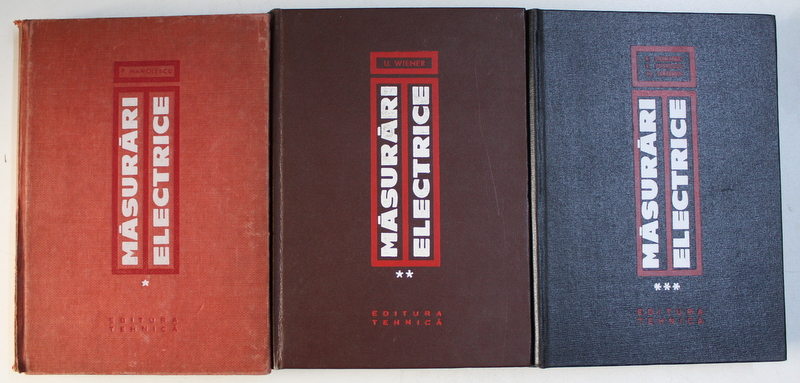 P. MANOLESCU
MĂSURĂRI
ELECTRICE
*
EDITURA
TEHNICĂ
U. WIENER
MĂSURĂRI
ELECTRICE
**
EDITURA
TEHNICĂ
MĂSURĂRI
ELECTRICE
***
EDITURA
TEHNICĂ